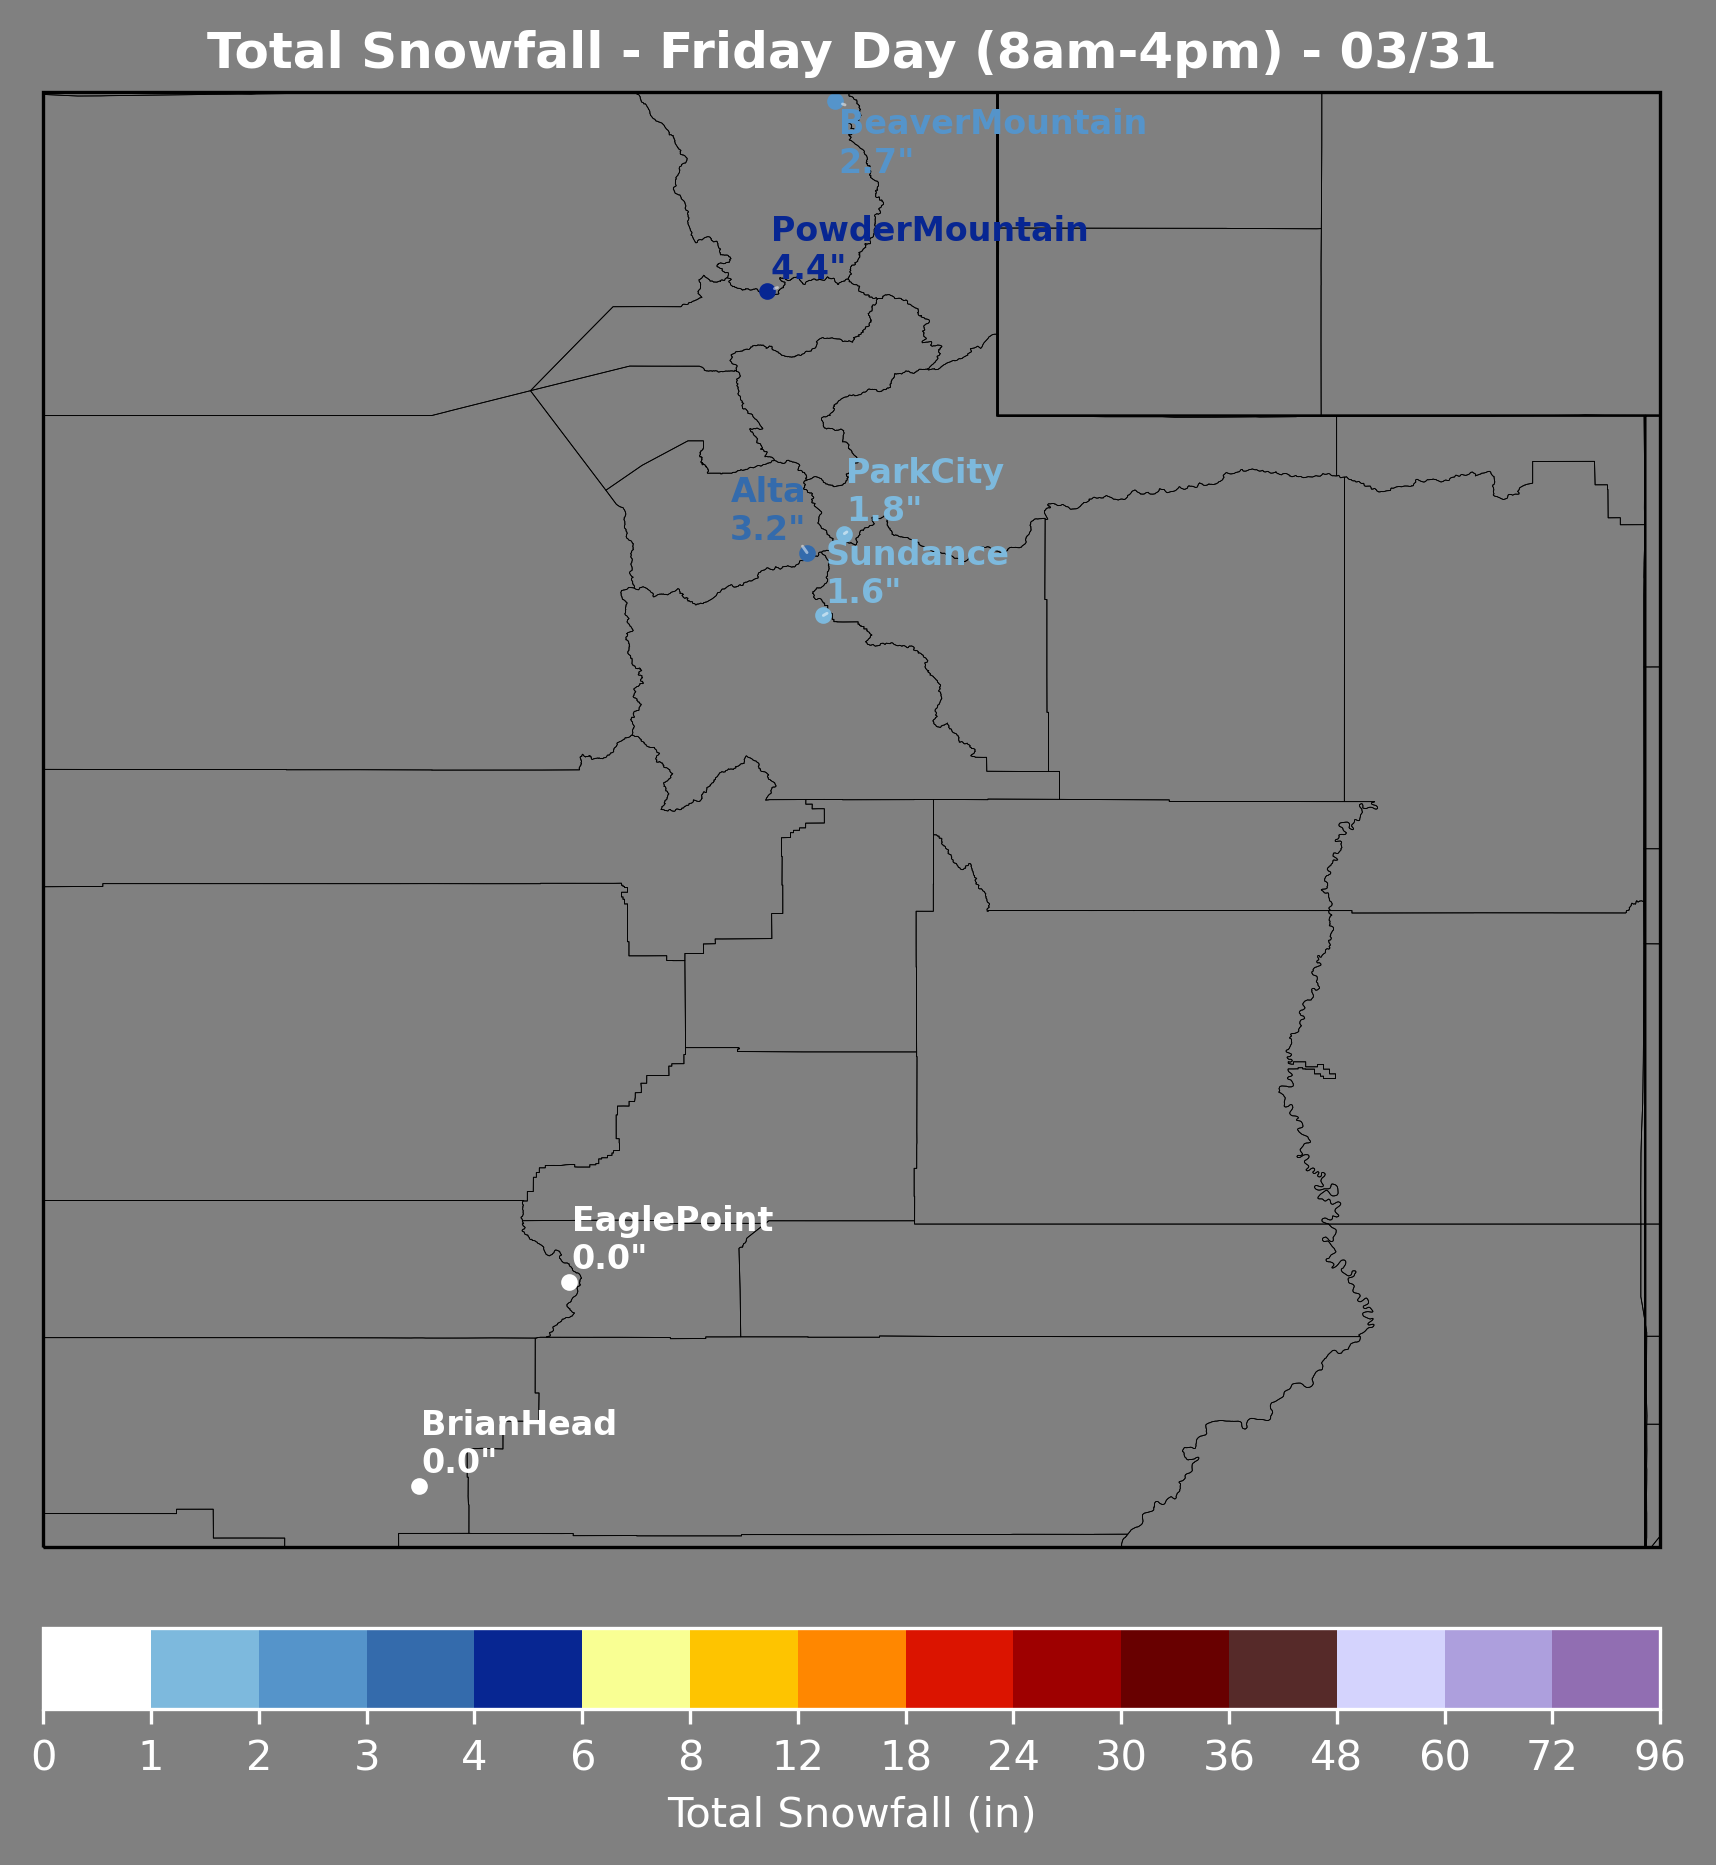 Total Snowfall - Friday Day (8am-4pm) - 03/31
BeaverMountain
2.7"
PowderMountain
4.4"
ParkCity
1.8"
Alta
3.2"
Sundance
1.6"
EaglePoint
0.0"
BrianHead
0.0"
0 1 2 3 4 6 8 12 18 24 30 36 48 60 72 96
Total Snowfall (in)